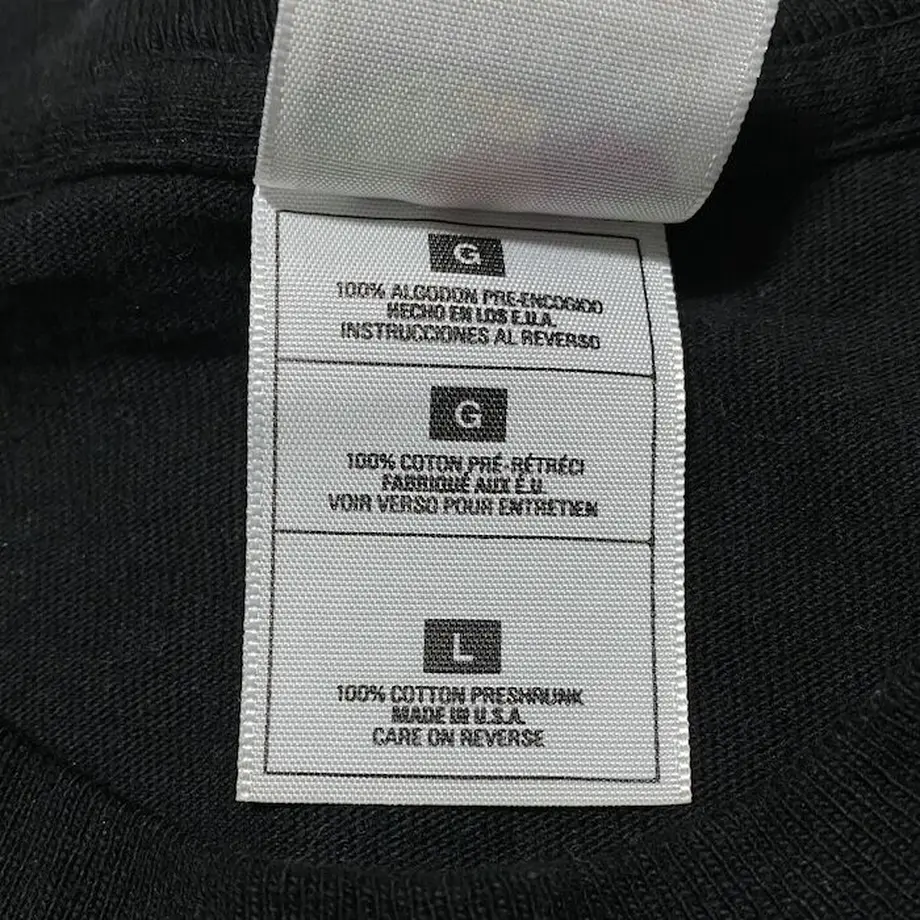 G
100% ALGODON PRE-ENCOGIDO
HECHO EN LOS E.U.A.
INSTRUCCIONES AL REVERSO
G
100% COTON PRÉ-RÉTRÉCI
FABRIQUÉ AUX É.U.
VOIR VERSO POUR ENTRETIEN
L
100% COTTON PRESHRUNK
MADE IN U.S.A.
CARE ON REVERSE